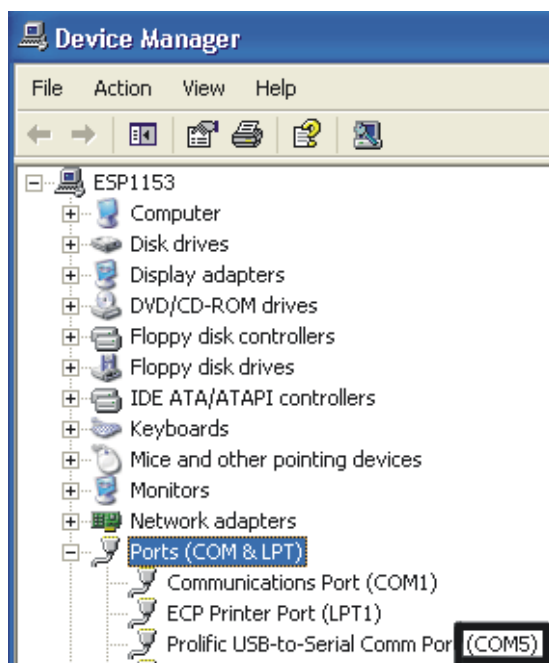 Device Manager
File Action View Help
ESP1153
Computer
Disk drives
Display adapters
DVD/CD-ROM drives
Floppy disk controllers
Floppy disk drives
IDE ATA/ATAPI controllers
Keyboards
Mice and other pointing devices
Monitors
Network adapters
Ports (COM & LPT)
Communications Port (COM1)
ECP Printer Port (LPT1)
Prolific USB-to-Serial Comm Por (COM5)